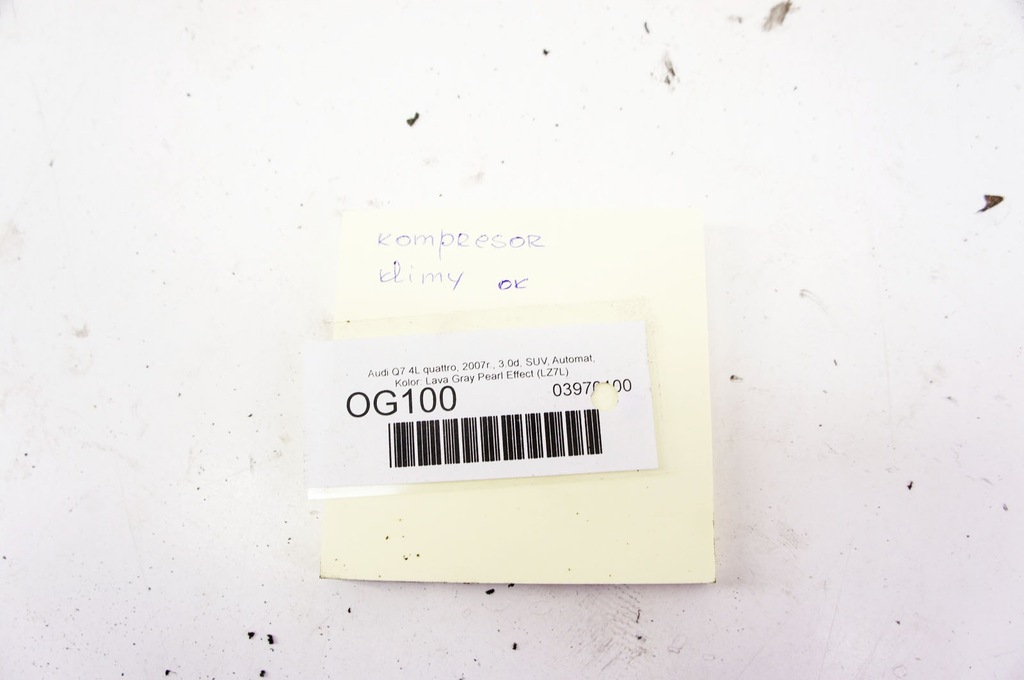 kompresor
klimy ok
Audi Q7 4L quattro, 2007r., 3.0d, SUV, Automat,
Kolor: Lava Gray Pearl Effect (LZ7L)
OG100